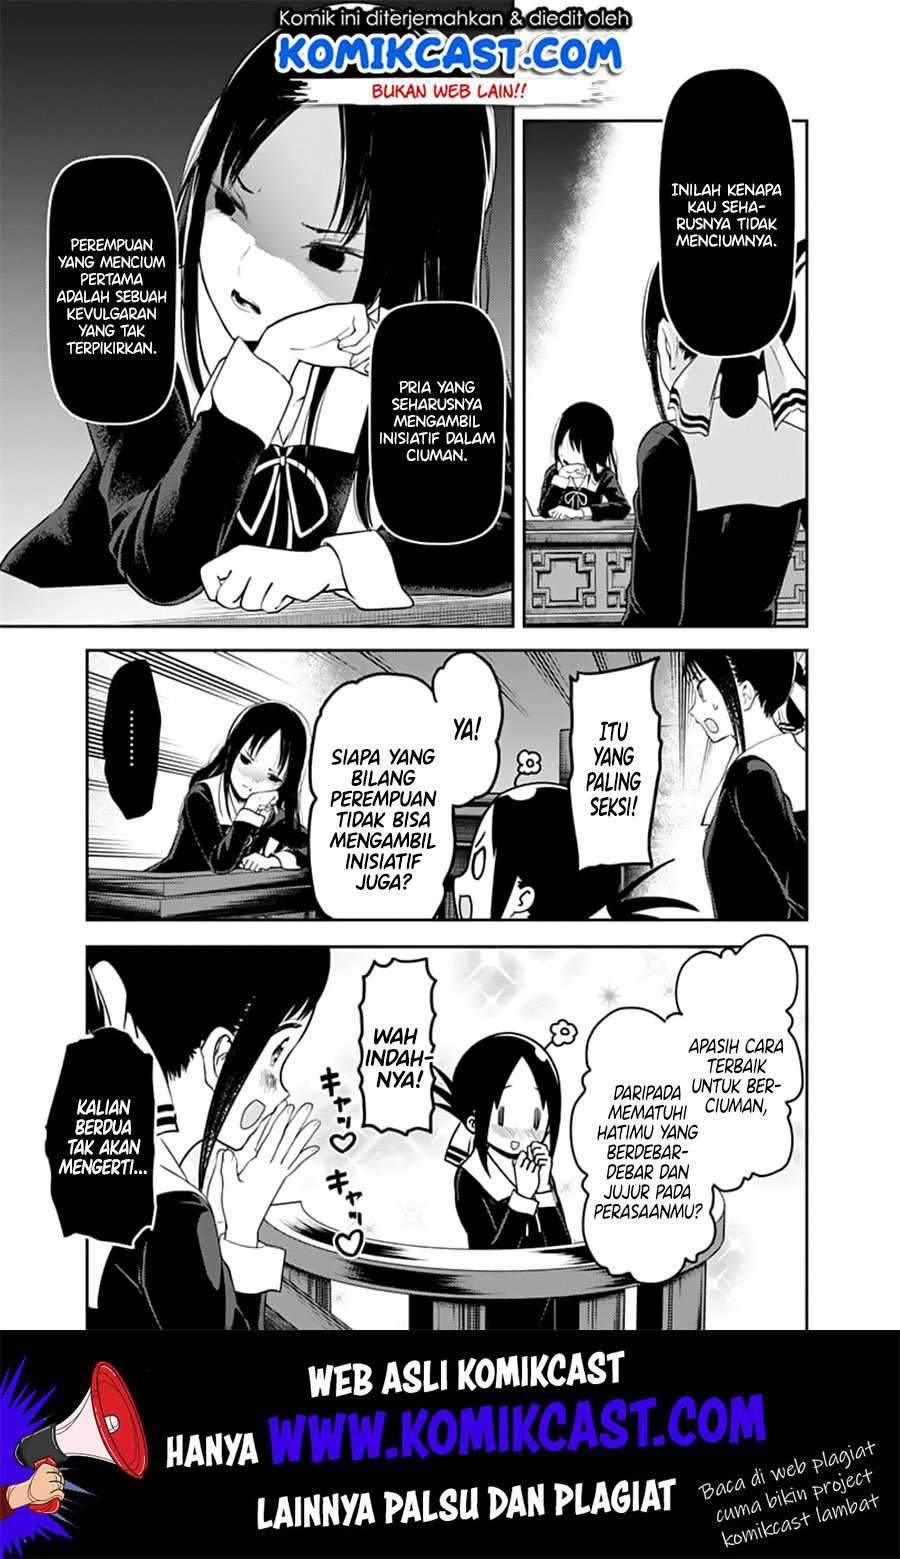 Komik ini diterjemahkan & diedit oleh
KOMIKCAST.COM
BUKAN WEB LAIN!!
INILAH KENAPA
KAU SEHA-
RUSNYA TIDAK
MENCIUMNYA.
PRIA YANG
SEHARUSNYA
MENGAMBIL
INISIATIF DALAM
CIUMAN.
PEREMPUAN
YANG MENCIUM
PERTAMA
ADALAH SEBUAH
KEVULGARAN
YANG TAK
TERPIKIRKAN.
ITU
YANG
PALING
SEKSI!
YA!
SIAPA YANG
BILANG
PEREMPUAN
TIDAK BISA
MENGAMBIL
INISIATIF
JUGA?
.........
APASIH CARA
TERBAIK
UNTUK BER-
CIUMAN,
DARIPADA
MEMATUHI
HATIMU YANG
BERDEBAR-
DEBAR DAN
JUJUR PADA
PERASAANMU?
WAH
INDAH-
NYA!
キャッ♡
キャッ♡
KALIAN
BERDUA
TAK AKAN
MENGERTI...
WEB ASLI KOMIKCAST
HANYA WWW.KOMIKCAST.COM
LAINNYA PALSU DAN PLAGIAT
Baca di web plagiat
cuma bikin project
komikcast lambat